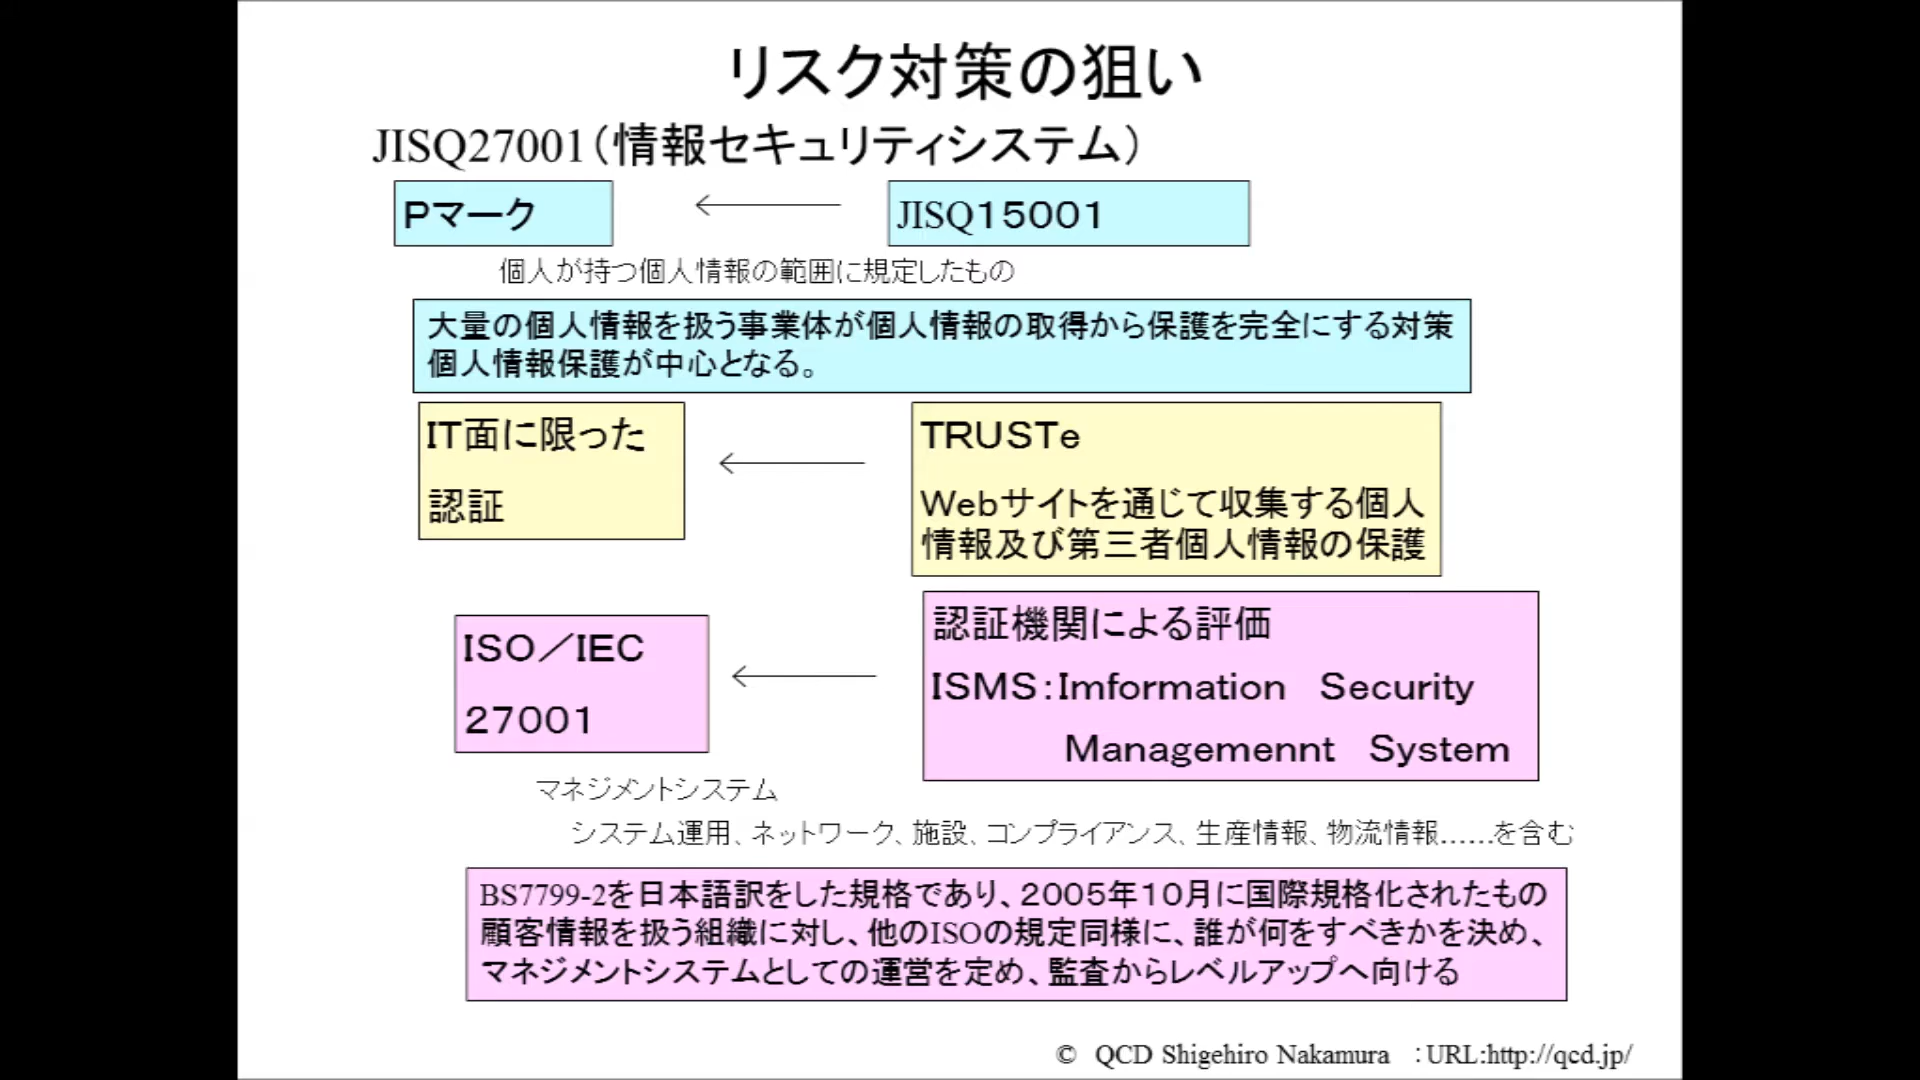 リスク対策の狙い
JISQ27001（情報セキュリティシステム）
Ｐマーク
JISQ１５００１
個人が持つ個人情報の範囲に規定したもの
大量の個人情報を扱う事業体が個人情報の取得から保護を完全にする対策
個人情報保護が中心となる。
IT面に限った
認証
ＴＲＵＳＴｅ
Ｗｅｂサイトを通じて収集する個人
情報及び第三者個人情報の保護
ISO／IEC
２７００１
認証機関による評価
ISMS：Imformation　Security
Managemennt　System
マネジメントシステム
システム運用、ネットワーク、施設、コンプライアンス、生産情報、物流情報……を含む
BS7799-2を日本語訳をした規格であり、２００５年１０月に国際規格化されたもの
顧客情報を扱う組織に対し、他のISOの規定同様に、誰が何をすべきかを決め、
マネジメントシステムとしての運営を定め、監査からレベルアップへ向ける
©　QCD Shigehiro Nakamura　：URL:http://qcd.jp/